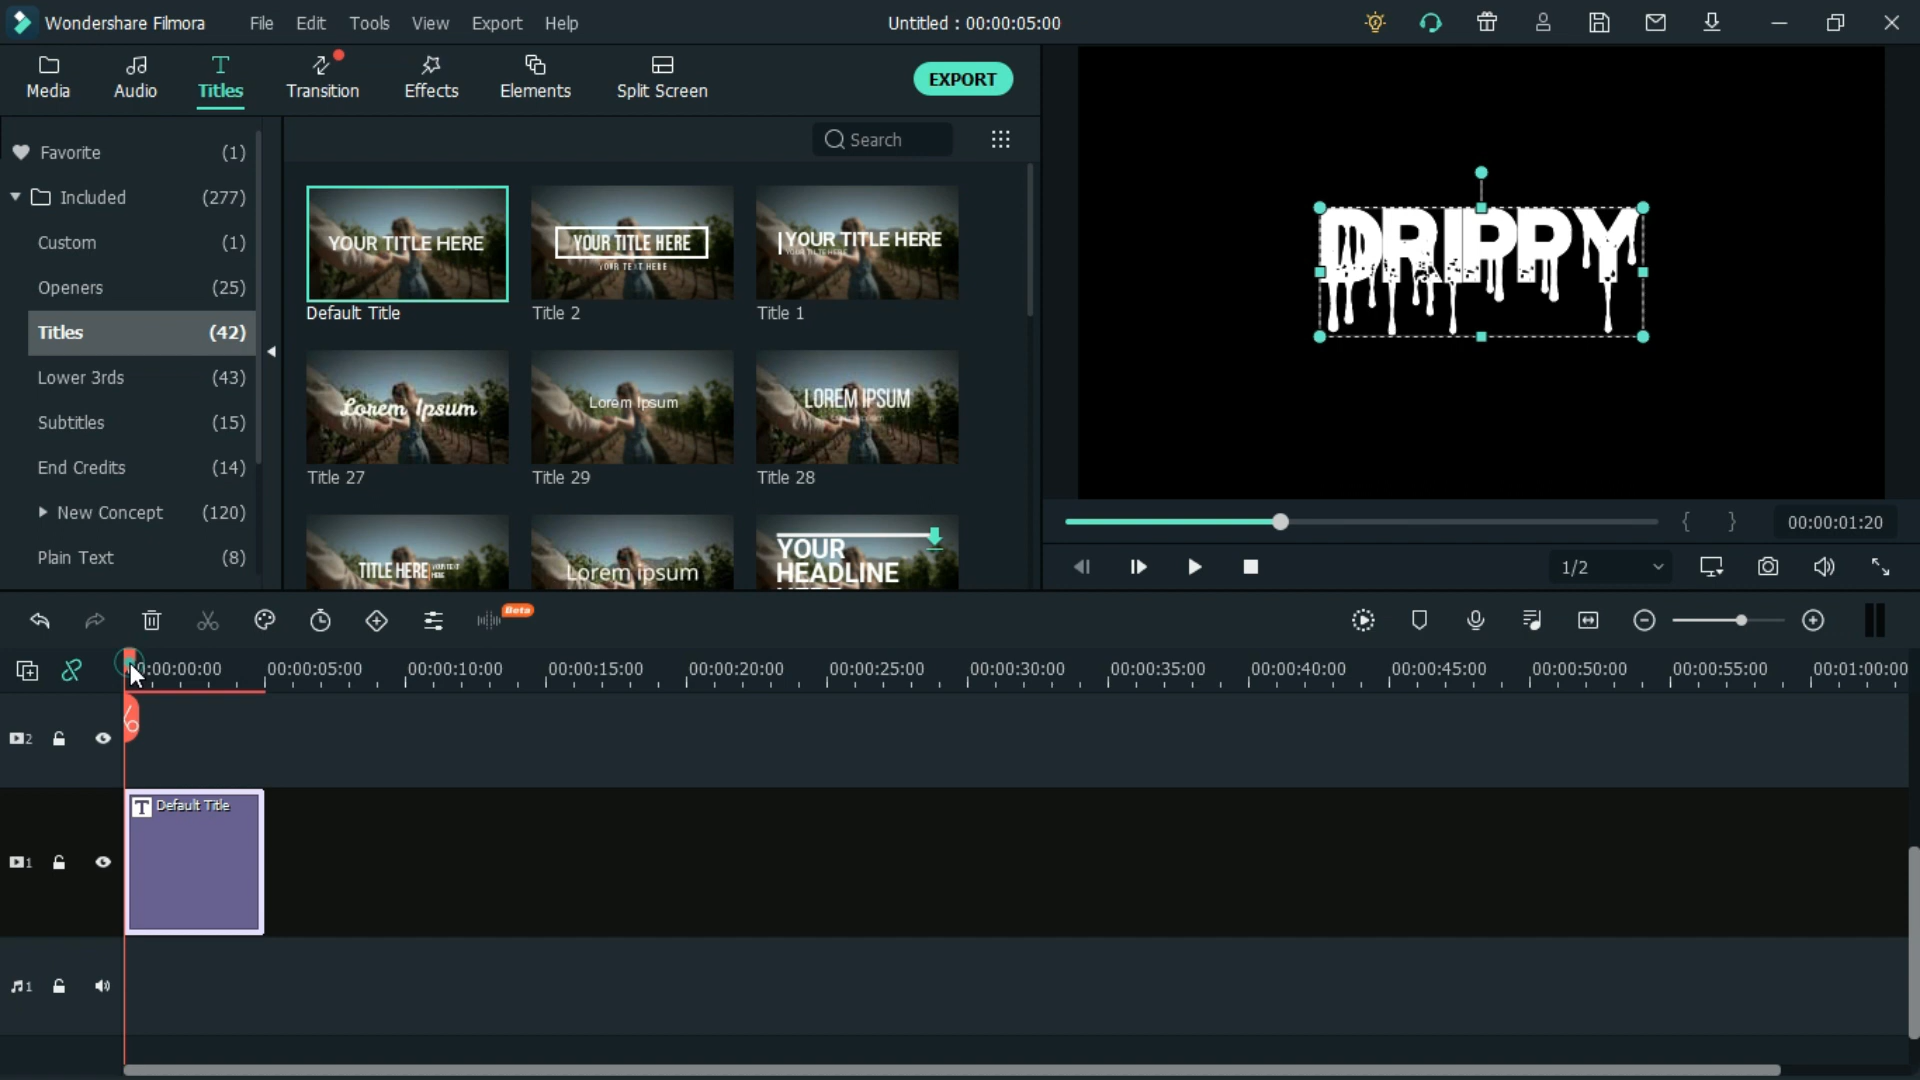 Wondershare Filmora
File
Edit
Tools
View
Export
Help
Untitled : 00:00:05:00
Media
Audio
Titles
Transition
Effects
Elements
Split Screen
EXPORT
Favorite (1)
Included (277)
Custom (1)
Openers (25)
Titles (42)
Lower 3rds (43)
Subtitles (15)
End Credits (14)
New Concept (120)
Plain Text (8)
Search
YOUR TITLE HERE
Default Title
YOUR TITLE HERE
YOUR TEXT HERE
Title 2
YOUR TITLE HERE
Title 1
Lorem Ipsum
Title 27
Lorem Ipsum
Title 29
LOREM IPSUM
Title 28
TITLE HERE
Lorem ipsum
YOUR
HEADLINE
DRIPPY
{ }
00:00:01:20
1/2
Beta
0:00:00:00
00:00:05:00
00:00:10:00
00:00:15:00
00:00:20:00
00:00:25:00
00:00:30:00
00:00:35:00
00:00:40:00
00:00:45:00
00:00:50:00
00:00:55:00
00:01:00:00
2
T Default Title
1
1